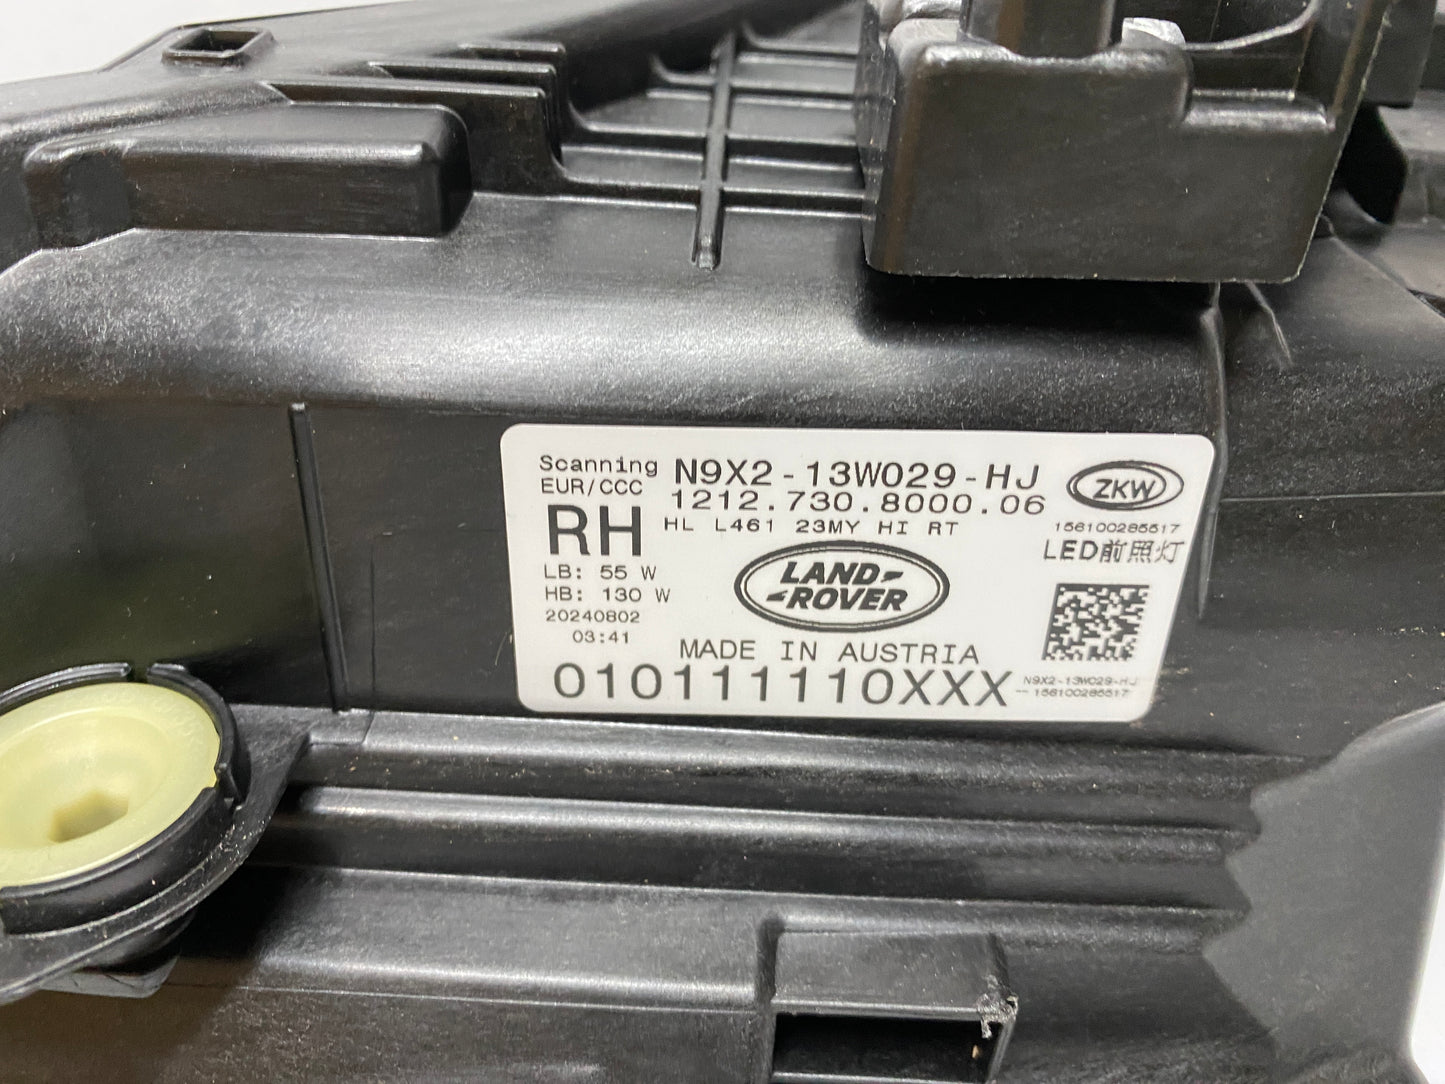 Scanning N9X2-13W029-HJ
EUR/CCC 1212.730.8000.06 ZKW
RH HL L461 23MY HI RT 156100285517
LED前照灯
LB: 55 W LAND
HB: 130 W ROVER
20240802
03:41 MADE IN AUSTRIA
010111110XXX N9X2-13W029-HJ
156100285517